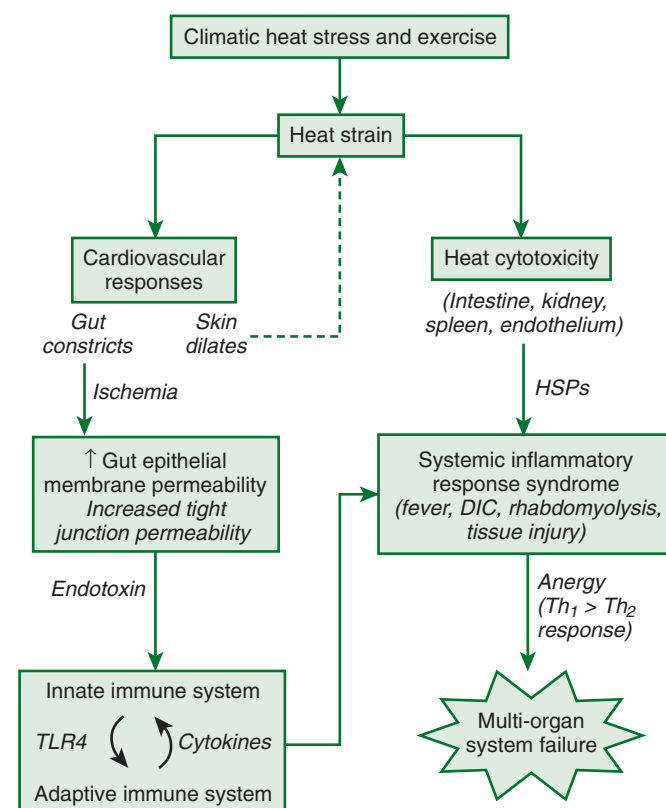 Climatic heat stress and exercise
Heat strain
Cardiovascular
responses
Gut
constricts
Skin
dilates
Ischemia
↑ Gut epithelial
membrane permeability
Increased tight
junction permeability
Endotoxin
Innate immune system
TLR4
Cytokines
Adaptive immune system
Heat cytotoxicity
(Intestine, kidney,
spleen, endothelium)
HSPs
Systemic inflammatory
response syndrome
(fever, DIC, rhabdomyolysis,
tissue injury)
Anergy
(Th₁ > Th₂
response)
Multi-organ
system failure